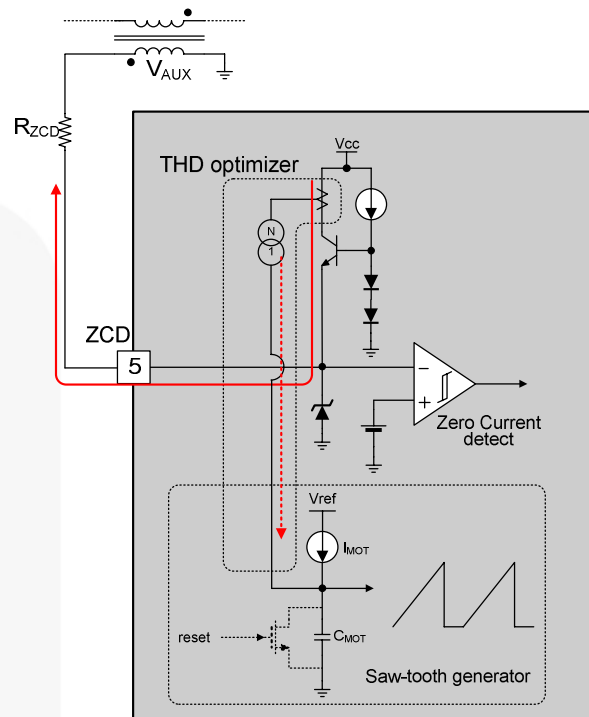 VAUX
RZCD
Vcc
THD optimizer
N
1
ZCD
5
−
+
Zero Current
detect
Vref
IMOT
reset
CMOT
Saw-tooth generator